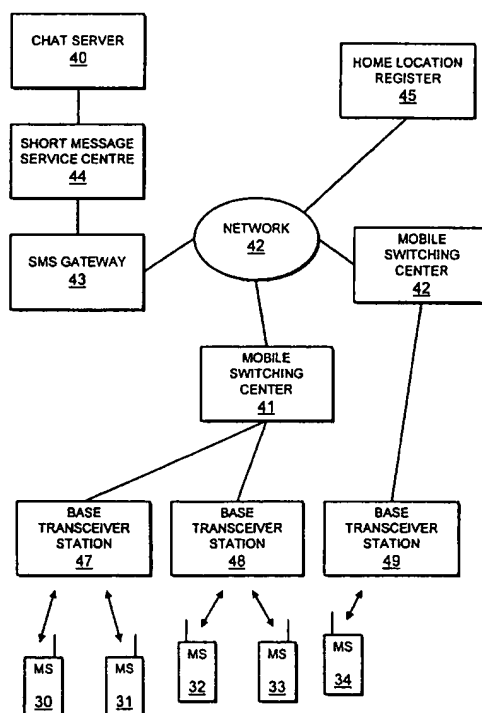 CHAT SERVER
40
HOME LOCATION
REGISTER
45
SHORT MESSAGE
SERVICE CENTRE
44
NETWORK
42
SMS GATEWAY
43
MOBILE
SWITCHING
CENTER
42
MOBILE
SWITCHING
CENTER
41
BASE
TRANSCEIVER
STATION
47
BASE
TRANSCEIVER
STATION
48
BASE
TRANSCEIVER
STATION
49
MS
30
MS
31
MS
32
MS
33
MS
34